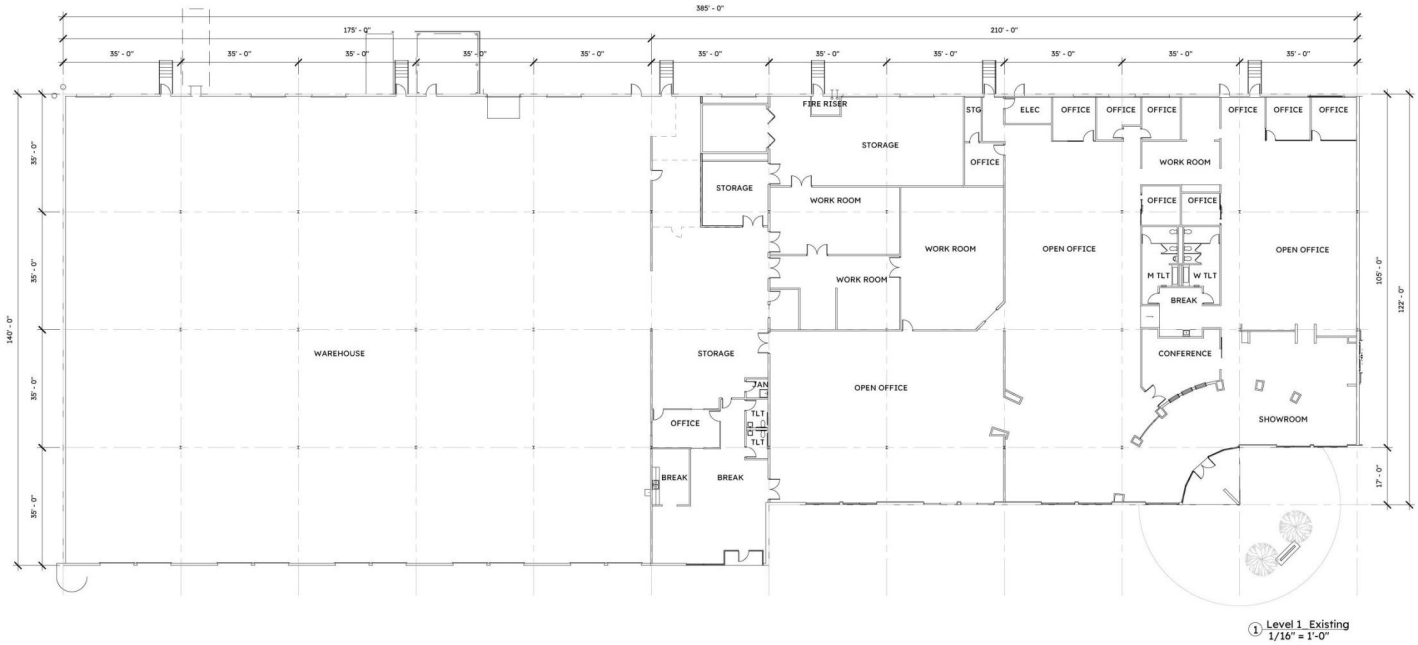 385' - 0"
175' - 0"
210' - 0"
35' - 0"
35' - 0"
35' - 0"
35' - 0"
35' - 0"
35' - 0"
35' - 0"
35' - 0"
35' - 0"
35' - 0"
35' - 0"
FIRE RISER
STG
ELEC
OFFICE
OFFICE
OFFICE
OFFICE
OFFICE
OFFICE
35' - 0"
STORAGE
OFFICE
WORK ROOM
STORAGE
WORK ROOM
OFFICE
OFFICE
WORK ROOM
OPEN OFFICE
OPEN OFFICE
35' - 0"
WORK ROOM
M TLT
W TLT
105' - 0"
BREAK
122' - 0"
140' - 0"
WAREHOUSE
STORAGE
CONFERENCE
35' - 0"
JAN
OPEN OFFICE
TLT
OFFICE
SHOWROOM
TLT
BREAK
BREAK
17' - 0"
35' - 0"
1 Level 1_Existing
1/16" = 1'-0"